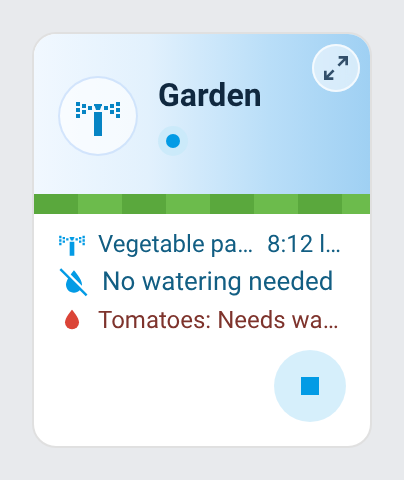 Garden
Vegetable pa… 8:12 l…
No watering needed
Tomatoes: Needs wa…